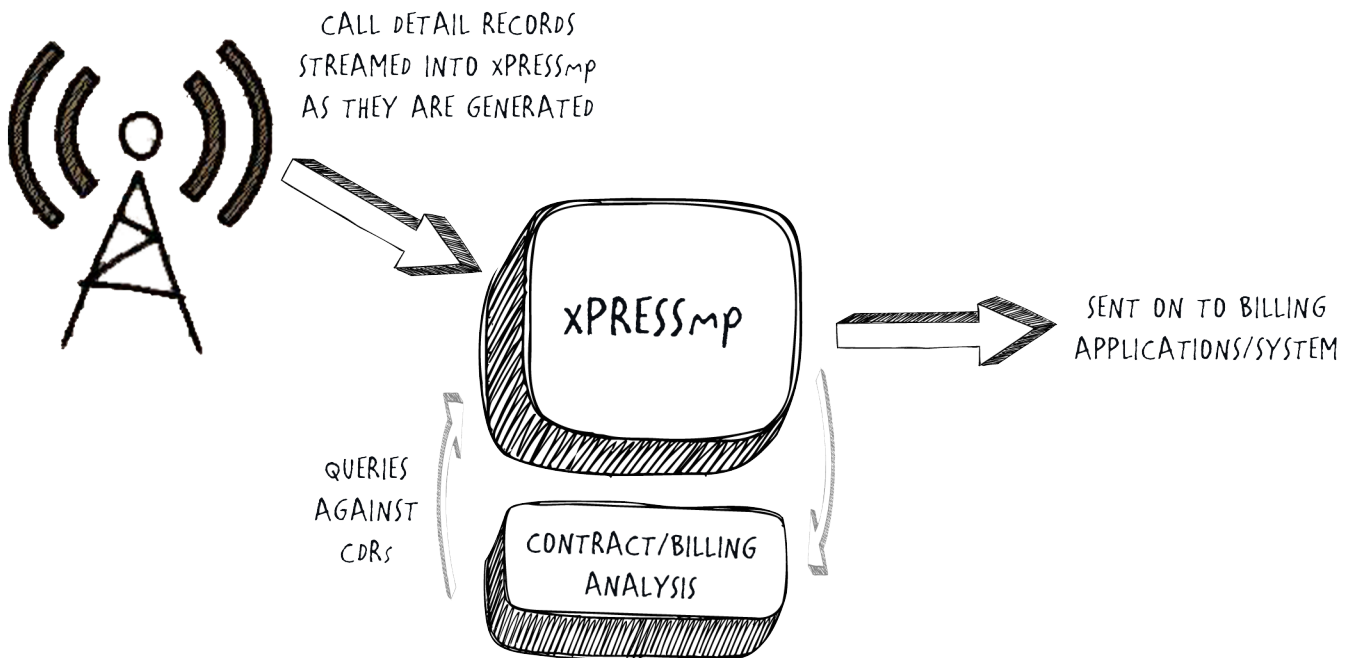 CALL DETAIL RECORDS
STREAMED INTO xPRESSmp
AS THEY ARE GENERATED
xPRESSmp
SENT ON TO BILLING
APPLICATIONS/SYSTEM
QUERIES
AGAINST
CDRs
CONTRACT/BILLING
ANALYSIS